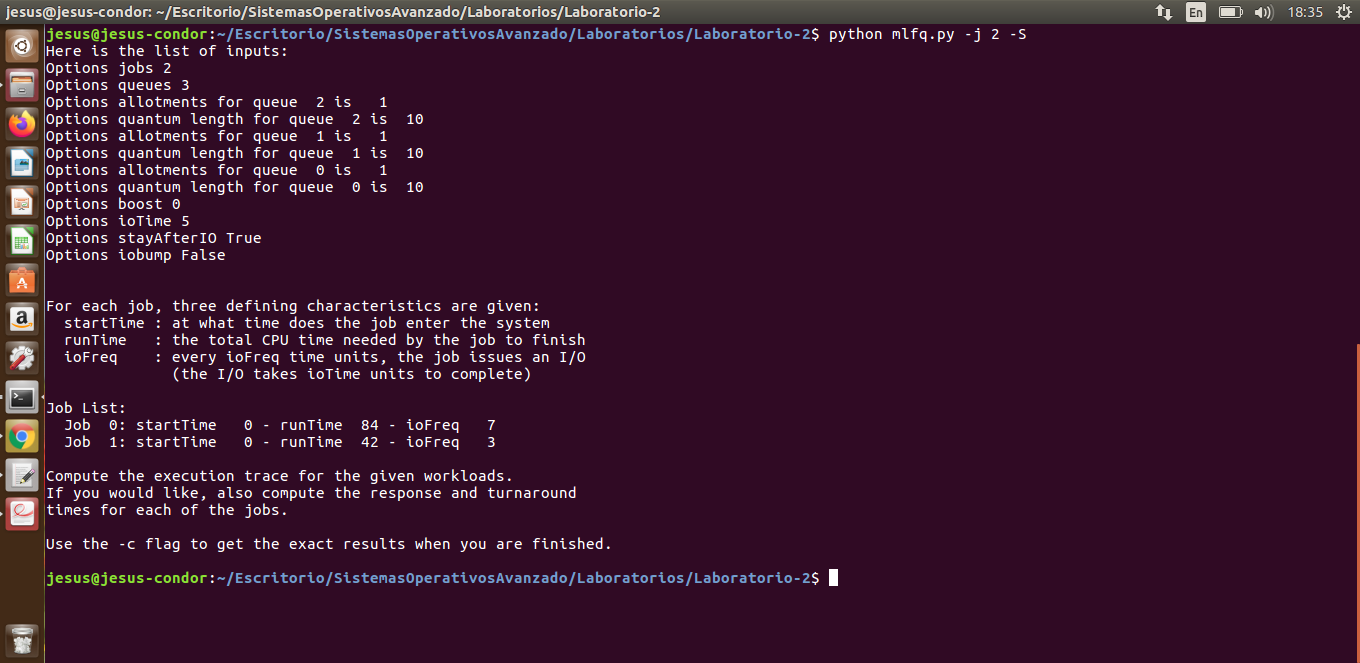 jesus@jesus-condor: ~/Escritorio/SistemasOperativosAvanzado/Laboratorios/Laboratorio-2 En 18:35
jesus@jesus-condor:~/Escritorio/SistemasOperativosAvanzado/Laboratorios/Laboratorio-2$ python mlfq.py -j 2 -S
Here is the list of inputs:
Options jobs 2
Options queues 3
Options allotments for queue  2 is   1
Options quantum length for queue  2 is  10
Options allotments for queue  1 is   1
Options quantum length for queue  1 is  10
Options allotments for queue  0 is   1
Options quantum length for queue  0 is  10
Options boost 0
Options ioTime 5
Options stayAfterIO True
Options iobump False
For each job, three defining characteristics are given:
  startTime : at what time does the job enter the system
  runTime   : the total CPU time needed by the job to finish
  ioFreq    : every ioFreq time units, the job issues an I/O
              (the I/O takes ioTime units to complete)
Job List:
  Job  0: startTime   0 - runTime  84 - ioFreq   7
  Job  1: startTime   0 - runTime  42 - ioFreq   3
Compute the execution trace for the given workloads.
If you would like, also compute the response and turnaround
times for each of the jobs.
Use the -c flag to get the exact results when you are finished.
jesus@jesus-condor:~/Escritorio/SistemasOperativosAvanzado/Laboratorios/Laboratorio-2$